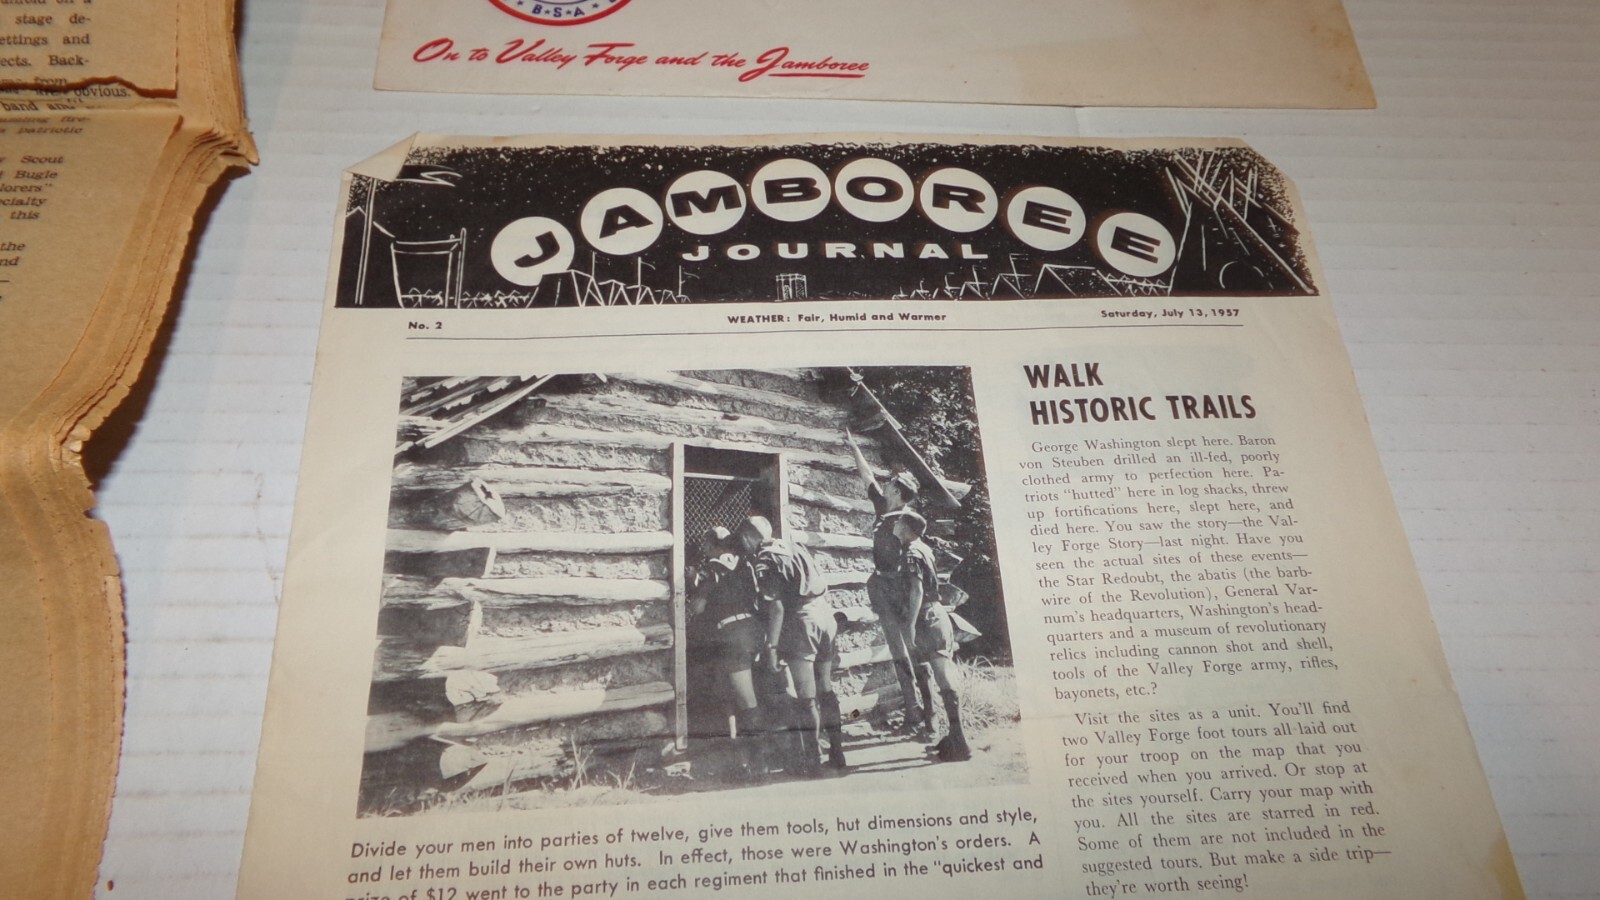 stage de-
ettings and
ects. Back-
from
obvious.
band and
s patriotic
Scout
Bugle
lorers"
ecialty
this
the
nd
B·S·A
On to Valley Forge and the Jamboree
JAMBOREE
JOURNAL
No. 2
WEATHER: Fair, Humid and Warmer
Saturday, July 13, 1957
WALK
HISTORIC TRAILS
George Washington slept here. Baron
von Steuben drilled an ill-fed, poorly
clothed army to perfection here. Pa-
triots "hutted" here in log shacks, threw
up fortifications here, slept here, and
died here. You saw the story—the Val-
ley Forge Story—last night. Have you
seen the actual sites of these events—
the Star Redoubt, the abatis (the barb-
wire of the Revolution), General Var-
num's headquarters, Washington's head-
quarters and a museum of revolutionary
relics including cannon shot and shell,
tools of the Valley Forge army, rifles,
bayonets, etc.?
Visit the sites as a unit. You'll find
two Valley Forge foot tours all laid out
for your troop on the map that you
received when you arrived. Or stop at
the sites yourself. Carry your map with
you. All the sites are starred in red.
Some of them are not included in the
suggested tours. But make a side trip—
they're worth seeing!
Divide your men into parties of twelve, give them tools, hut dimensions and style,
and let them build their own huts. In effect, those were Washington's orders. A
prize of $12 went to the party in each regiment that finished in the "quickest and